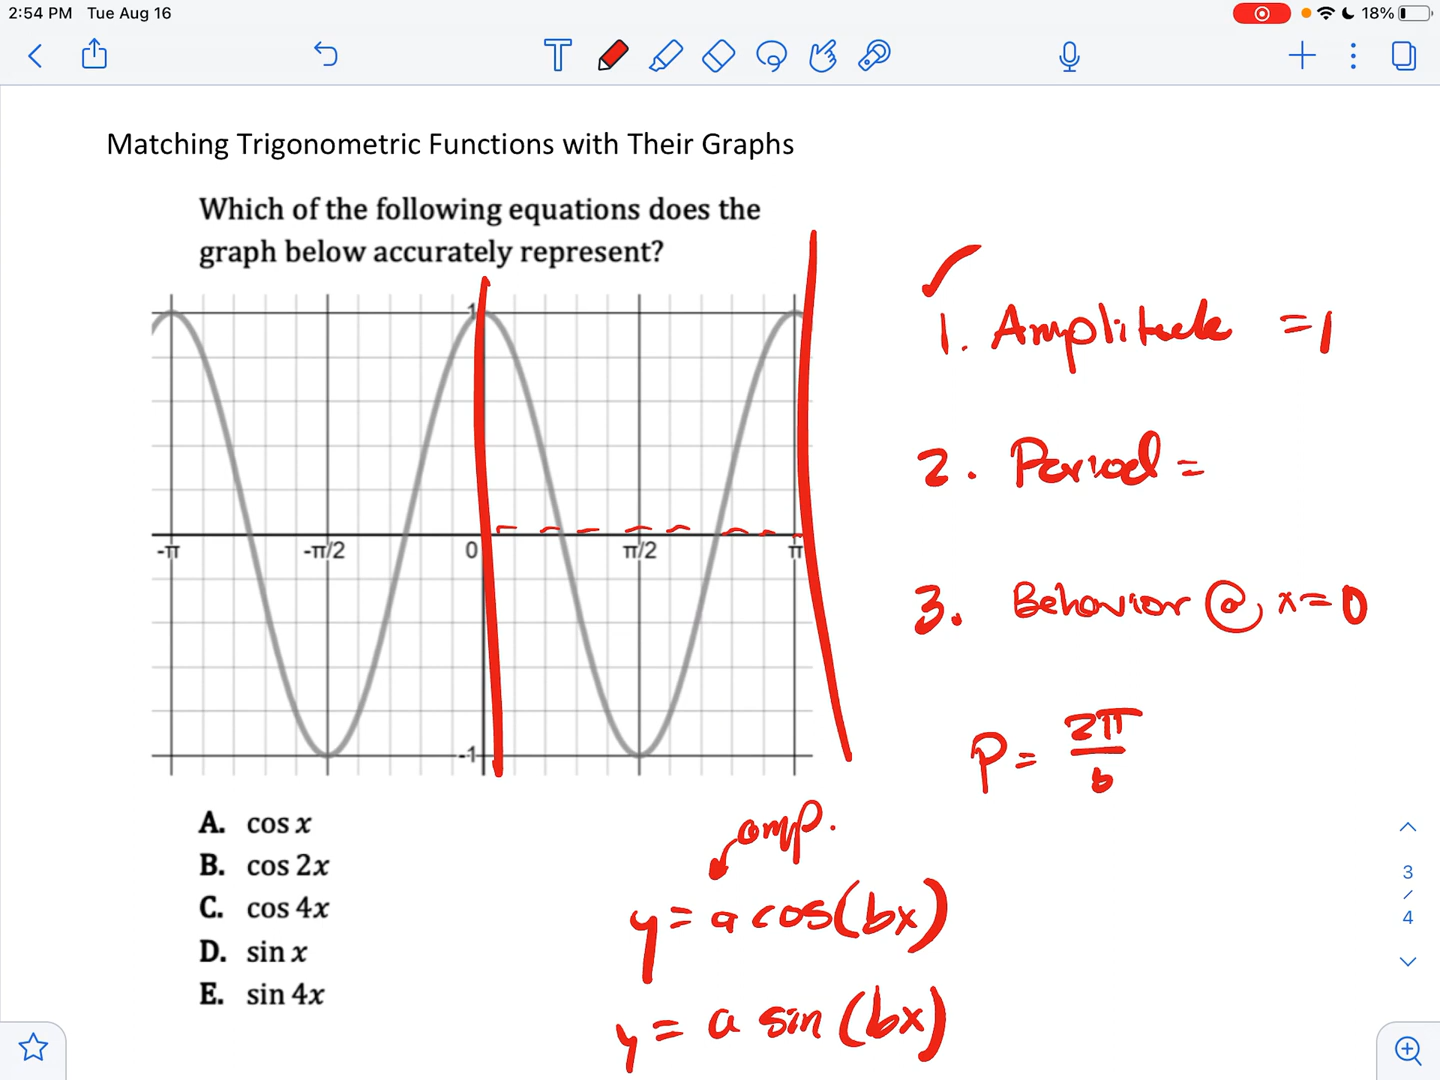 2:54 PM Tue Aug 16
18%
Matching Trigonometric Functions with Their Graphs
Which of the following equations does the
graph below accurately represent?
1
-π
-π/2
0
π/2
π
-1
A. cos x
B. cos 2x
C. cos 4x
D. sin x
E. sin 4x
1. Amplitude = 1
2. Period =
3. Behavior @ x = 0
P = 2π/b
amp.
y = a cos(bx)
y = a sin (bx)
3
/
4